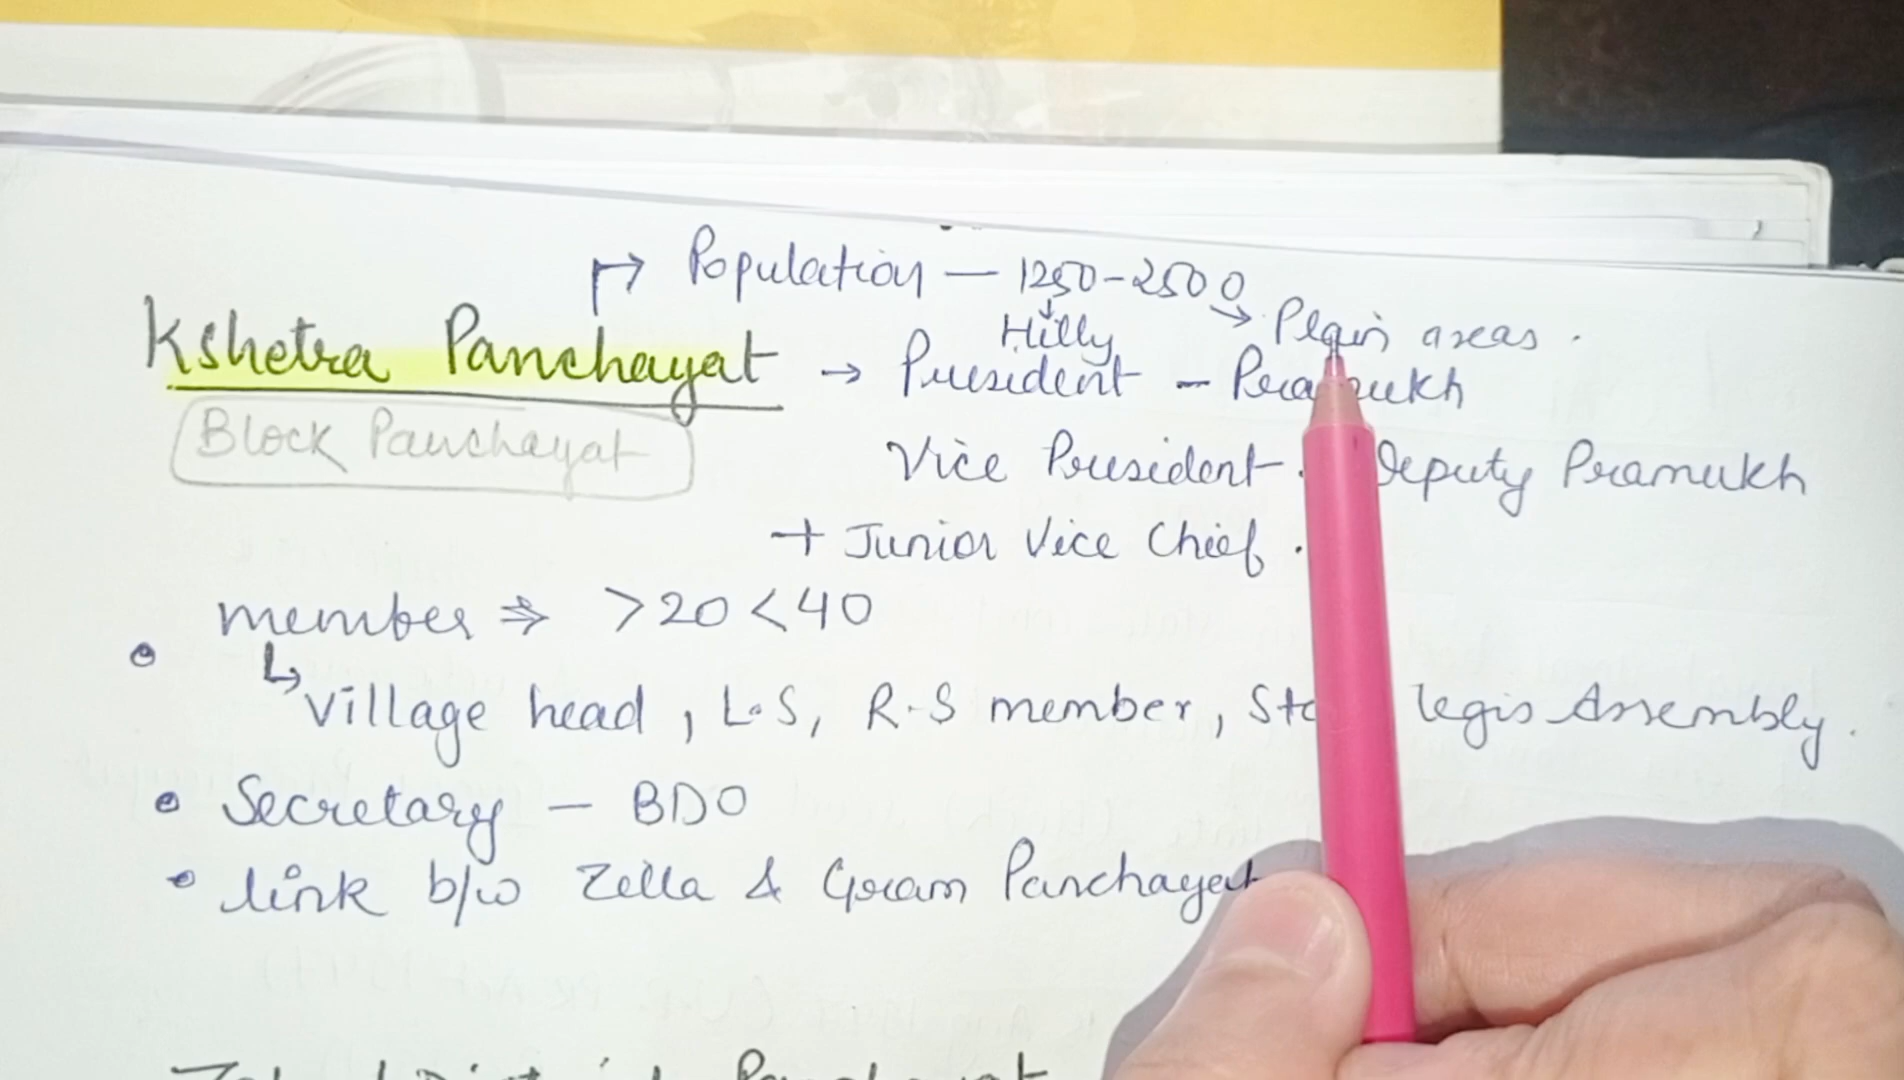 ↱ Population — 1250-2500
Hilly → Plain areas.
Kshetra Panchayat → President – Pramukh
Block Panchayat
Vice President. Deputy Pramukh
+ Junior Vice Chief.
member ⇒ >20<40
↳ Village head, L.S, R.S member, legis Assembly.
• Secretary — BDO
• link b/w Zilla & Gram Panchayat
Panchayat